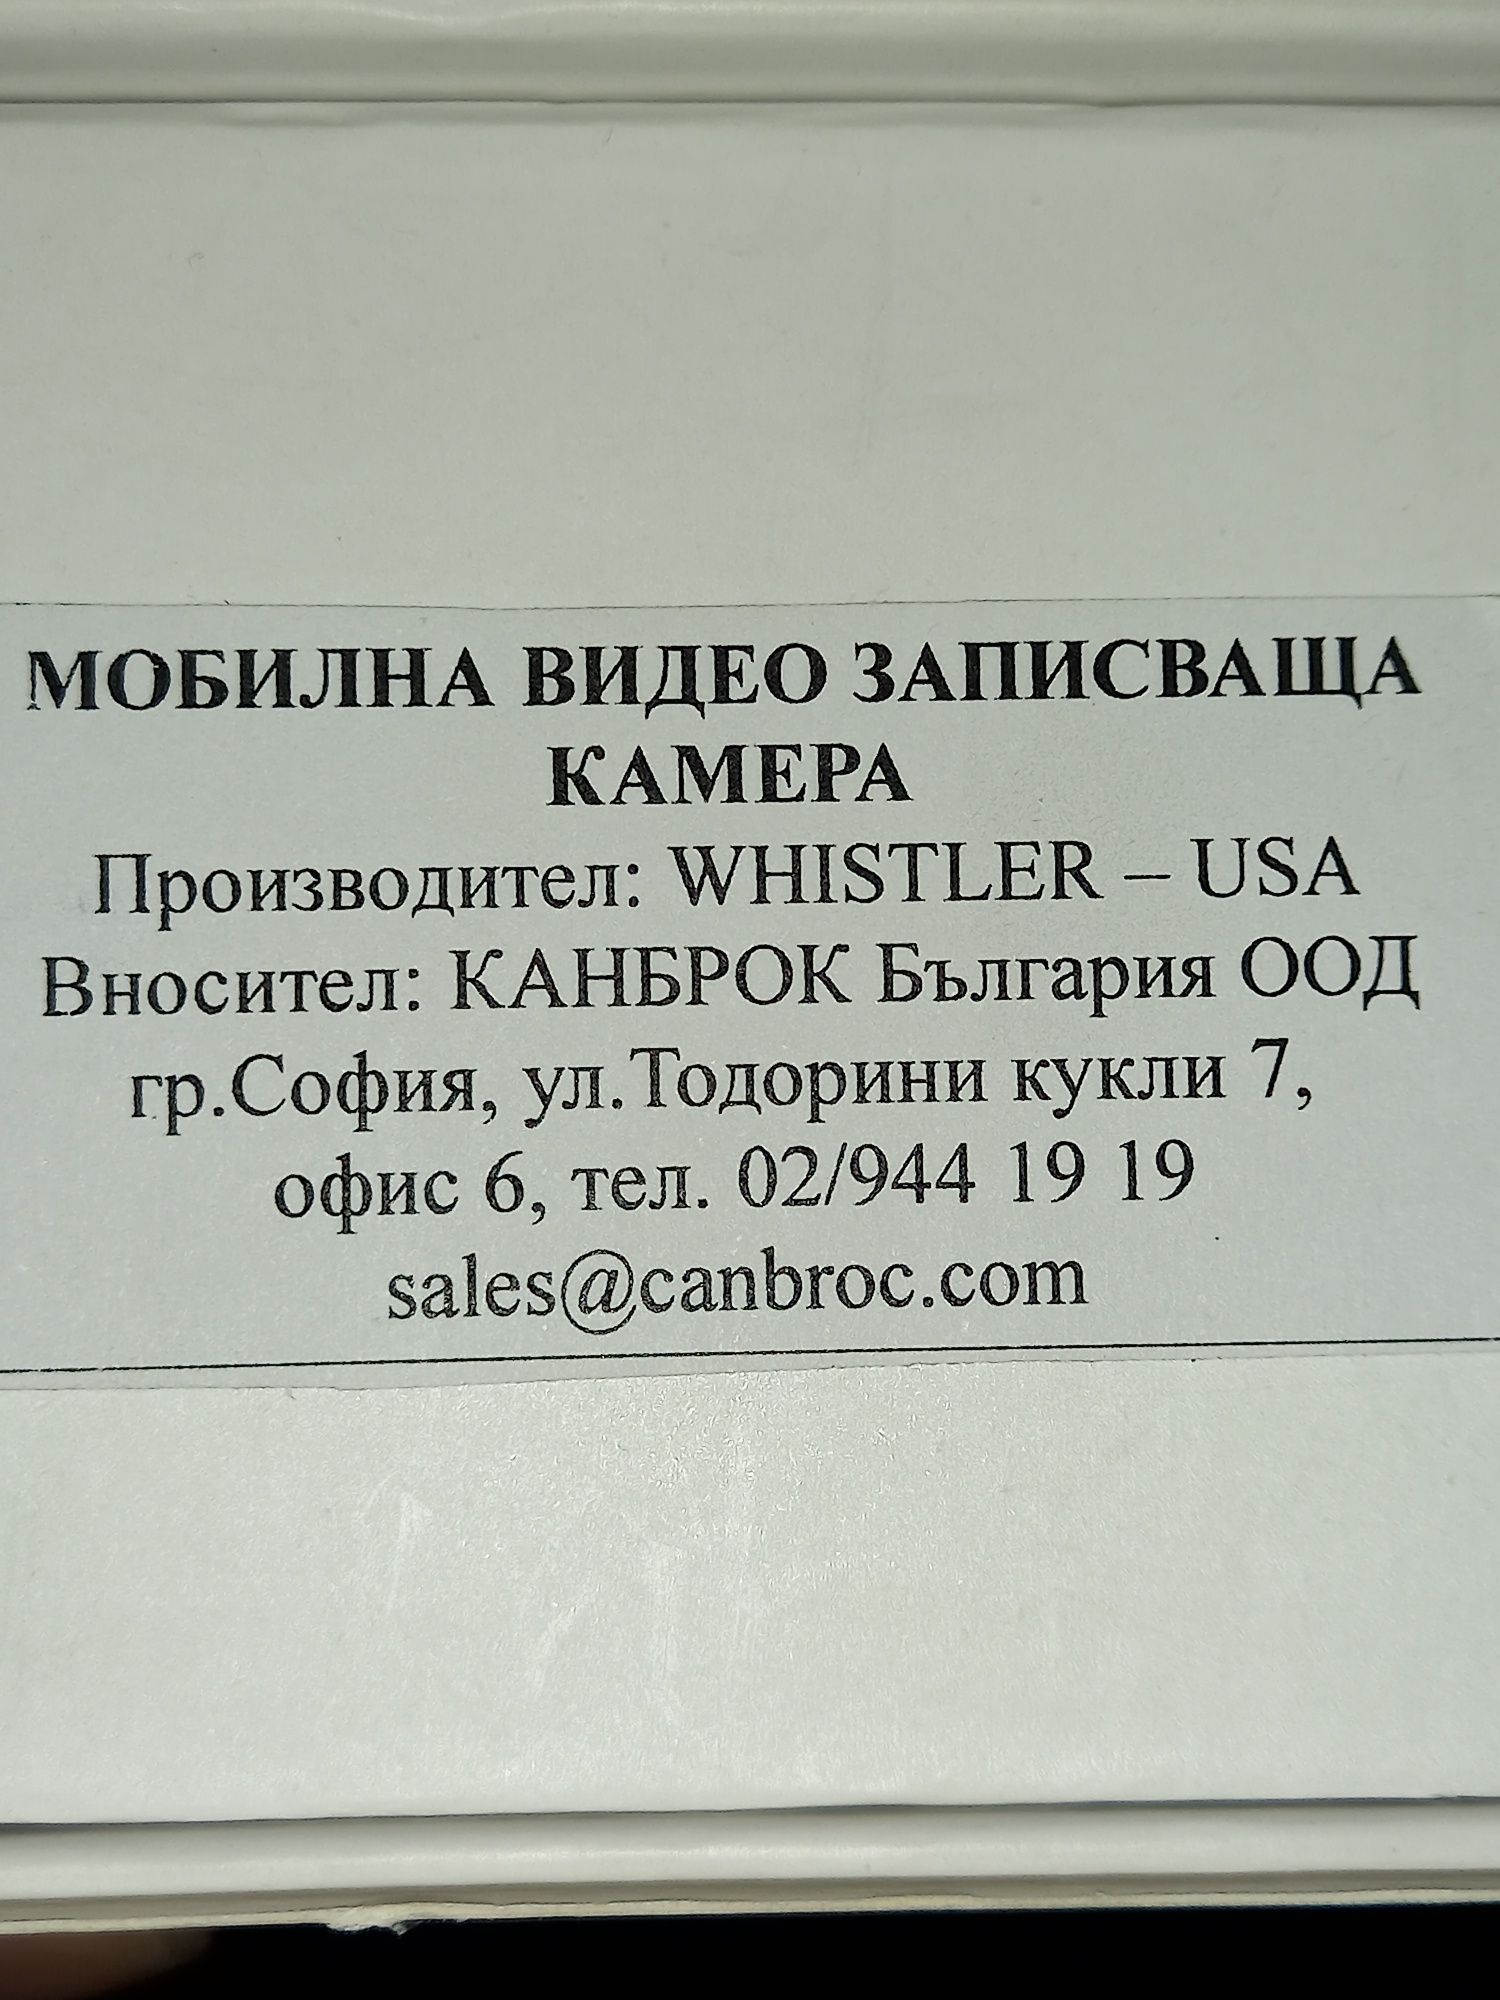 МОБИЛНА ВИДЕО ЗАПИСВАЩА
КАМЕРА
Производител: WHISTLER – USA
Вносител: КАНБРОК България ООД
гр.София, ул.Тодорини кукли 7,
офис 6, тел. 02/944 19 19
sales@canbroc.com